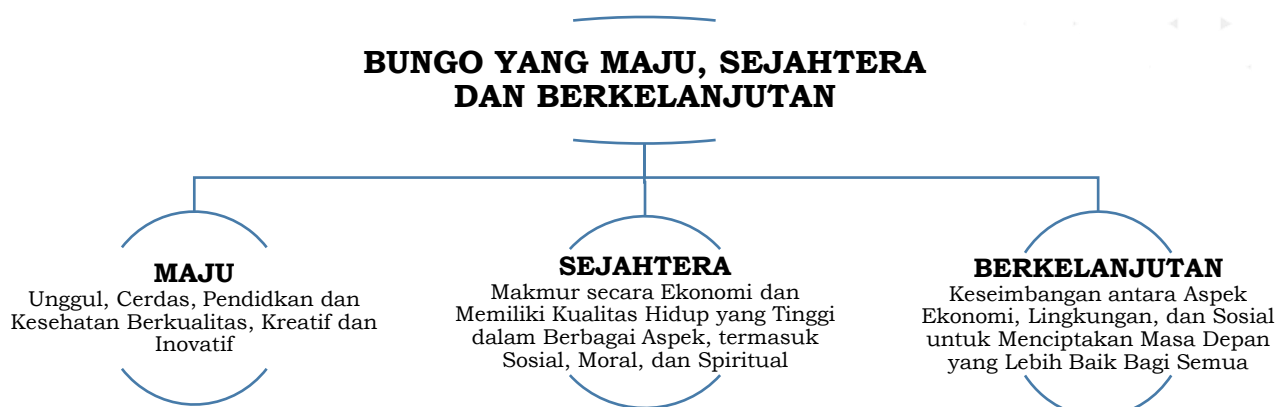 BUNGO YANG MAJU, SEJAHTERA
DAN BERKELANJUTAN
MAJU
Unggul, Cerdas, Pendidkan dan
Kesehatan Berkualitas, Kreatif dan
Inovatif
SEJAHTERA
Makmur secara Ekonomi dan
Memiliki Kualitas Hidup yang Tinggi
dalam Berbagai Aspek, termasuk
Sosial, Moral, dan Spiritual
BERKELANJUTAN
Keseimbangan antara Aspek
Ekonomi, Lingkungan, dan Sosial
untuk Menciptakan Masa Depan
yang Lebih Baik Bagi Semua